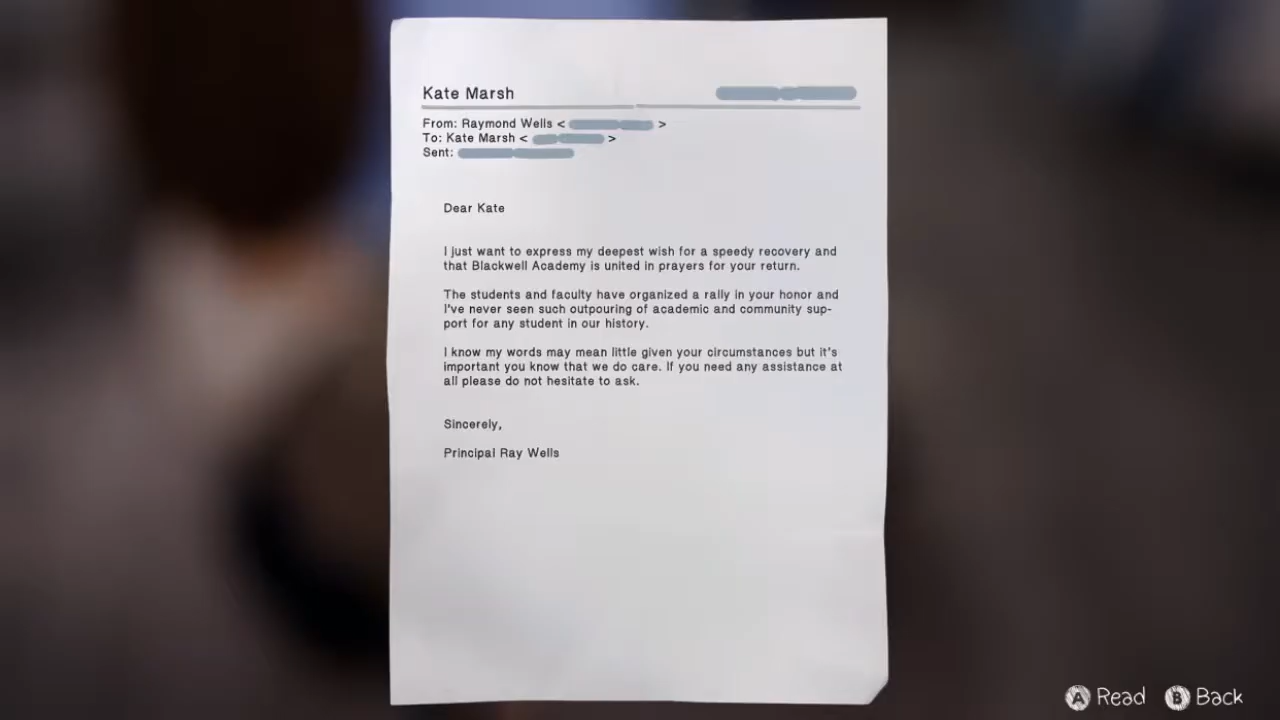 Kate Marsh
From: Raymond Wells < >
To: Kate Marsh < >
Sent:
Dear Kate
I just want to express my deepest wish for a speedy recovery and
that Blackwell Academy is united in prayers for your return.
The students and faculty have organized a rally in your honor and
I've never seen such outpouring of academic and community sup-
port for any student in our history.
I know my words may mean little given your circumstances but it's
important you know that we do care. If you need any assistance at
all please do not hesitate to ask.
Sincerely,
Principal Ray Wells
A Read B Back